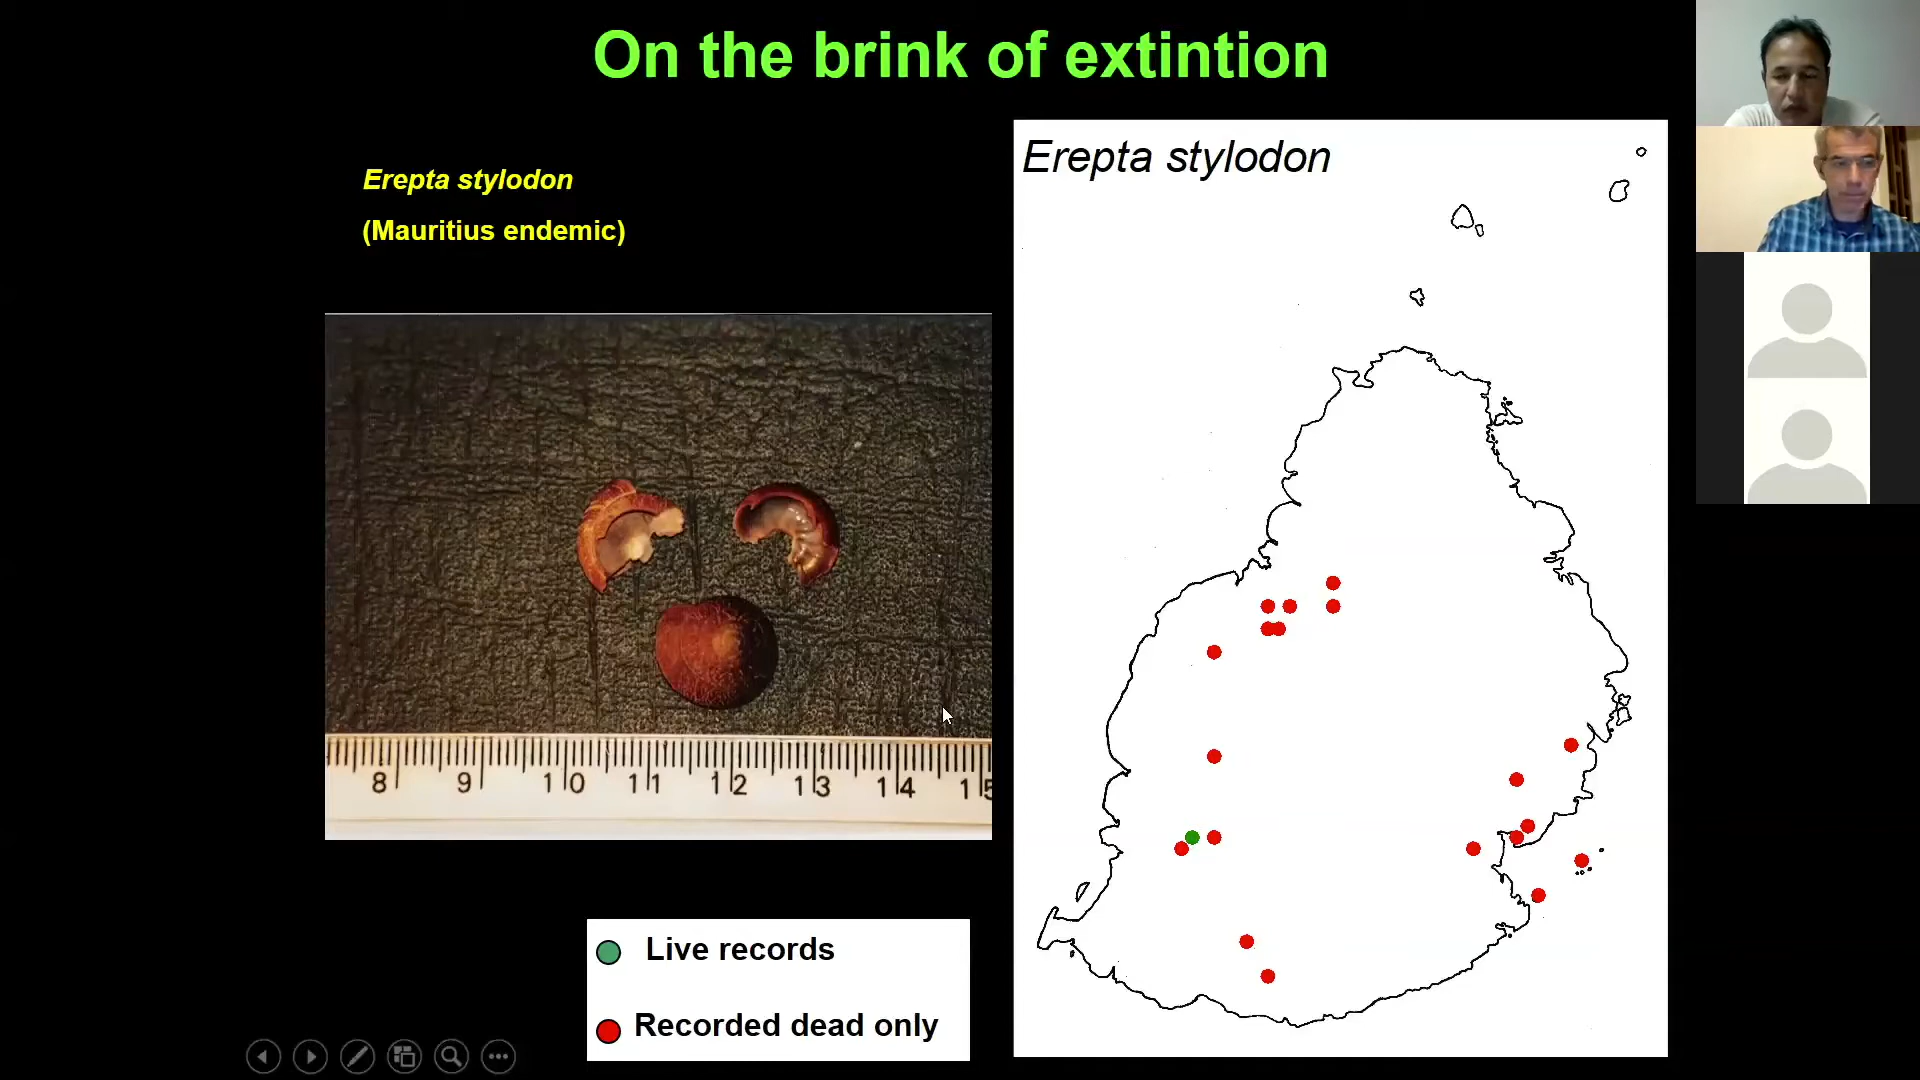 On the brink of extintion
Erepta stylodon
(Mauritius endemic)
Erepta stylodon
8 9 10 11 12 13 14 15
Live records
Recorded dead only